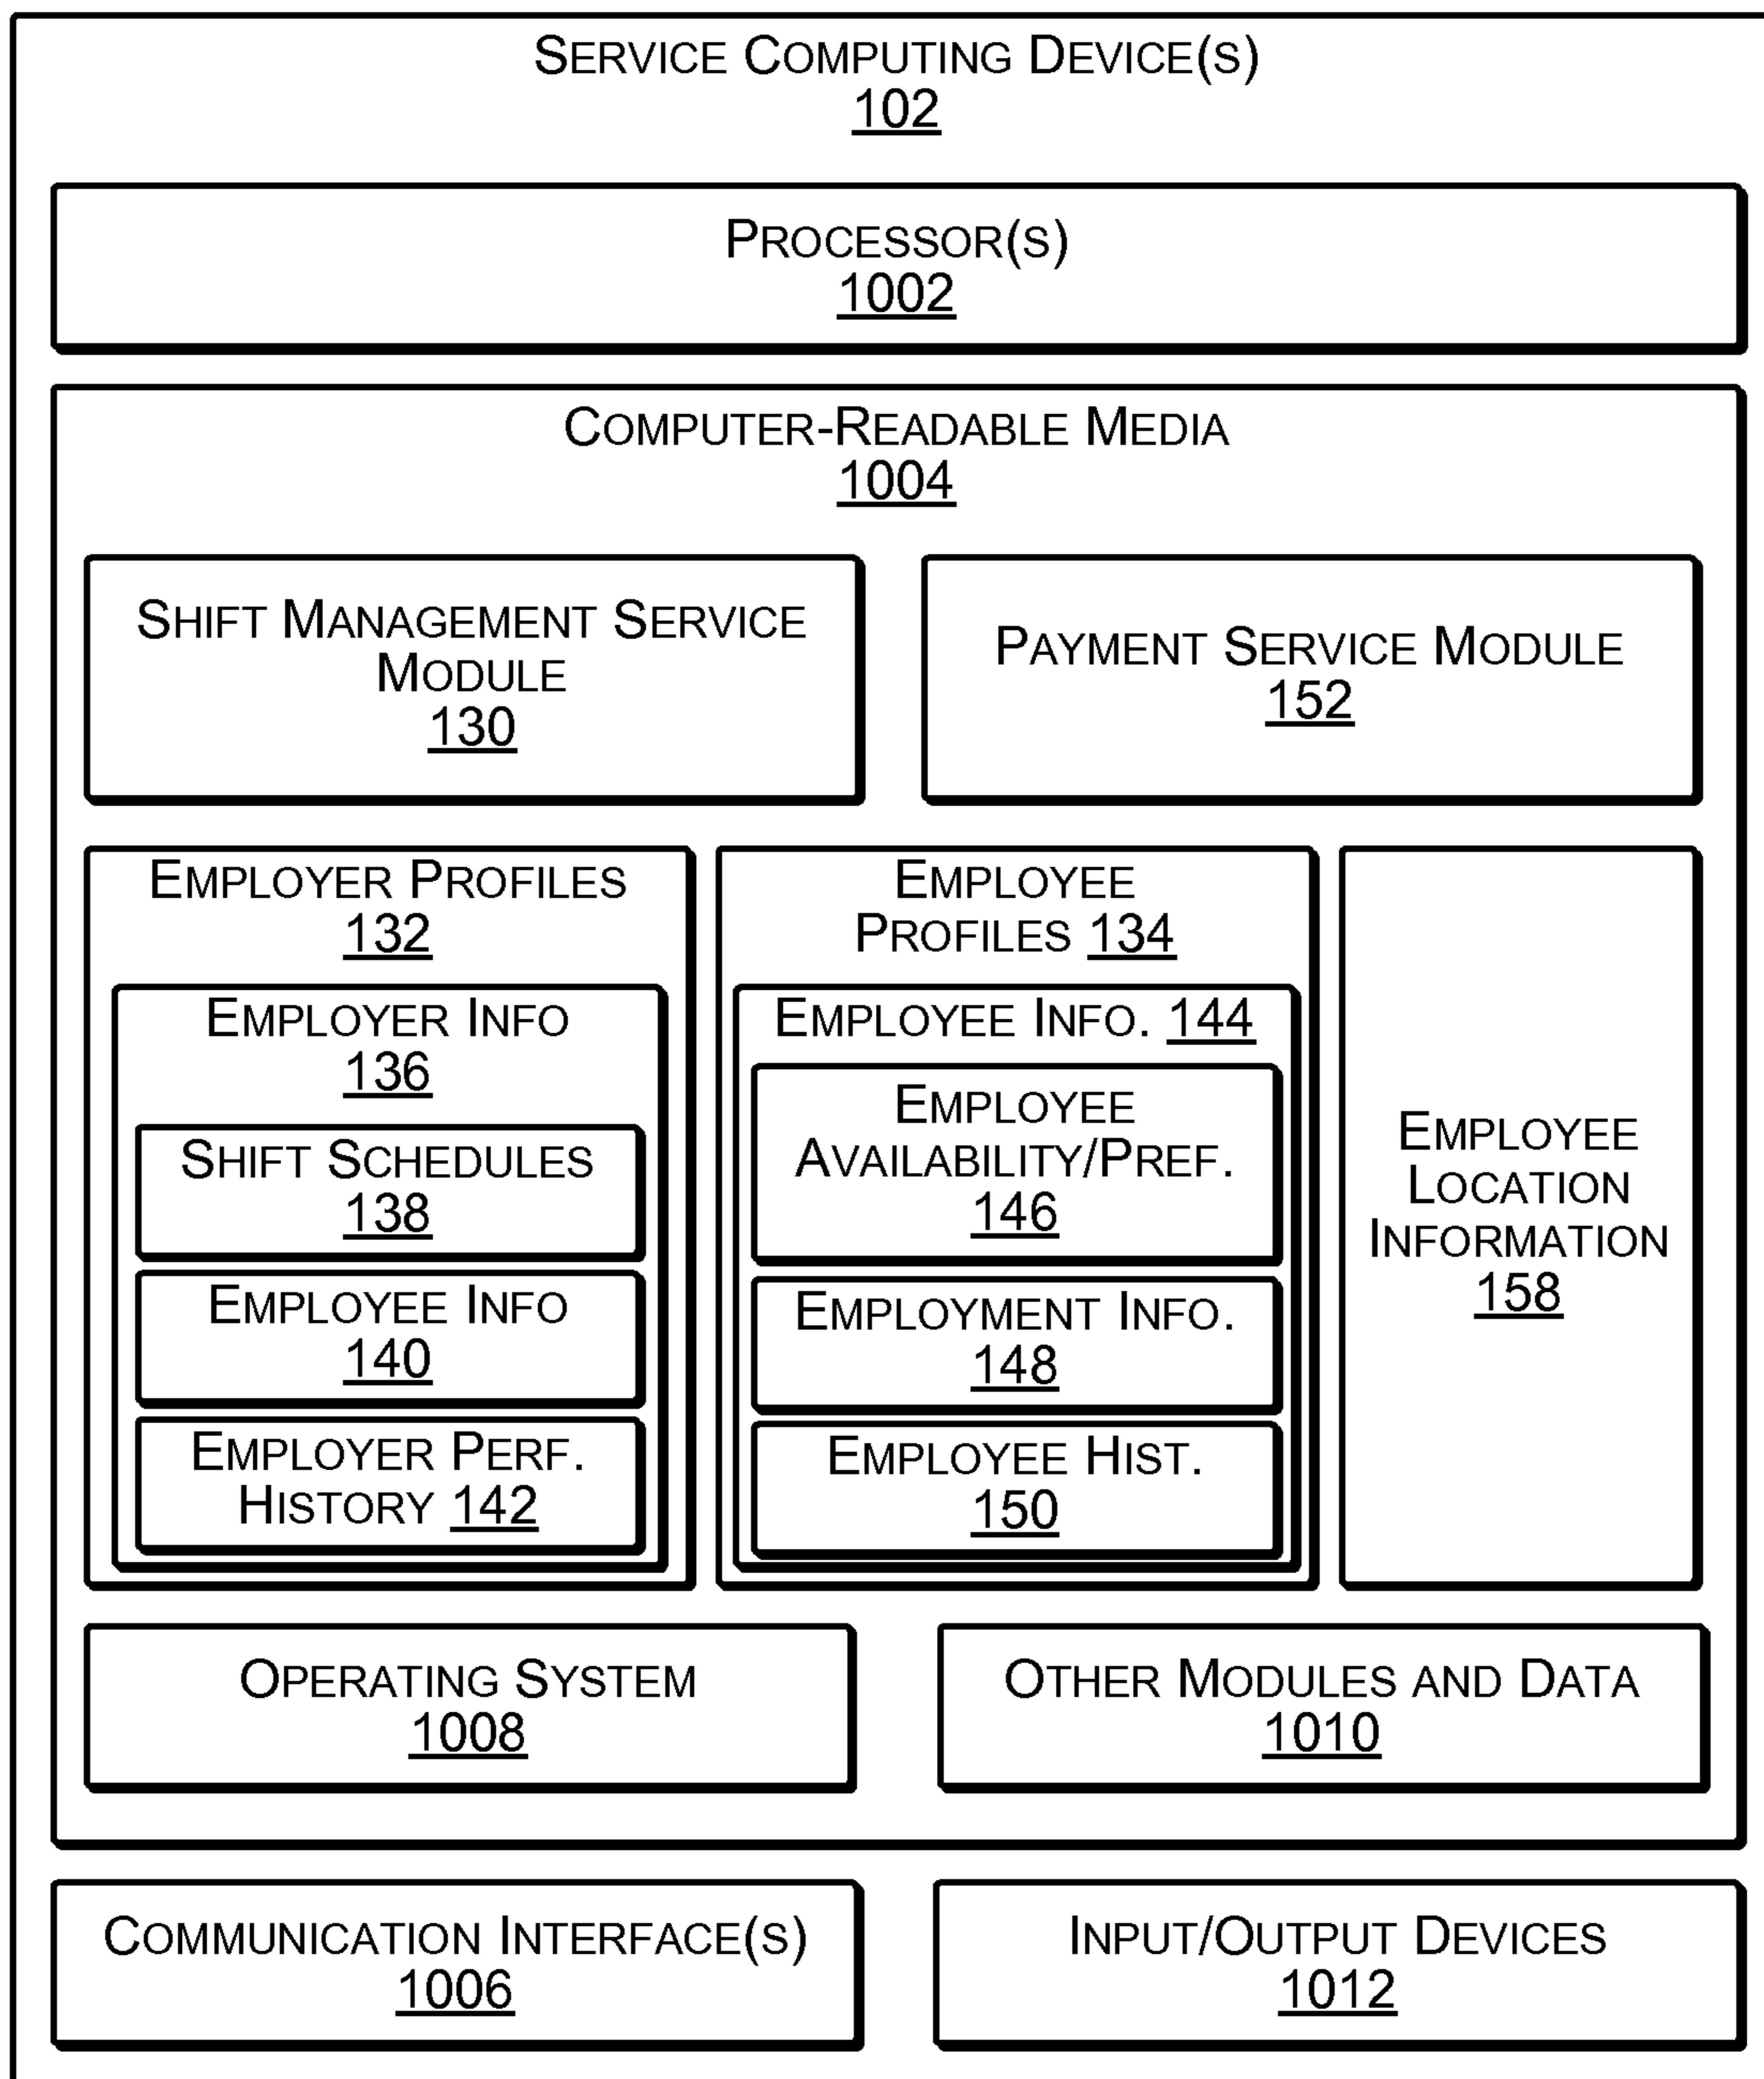 SERVICE COMPUTING DEVICE(S)
102
PROCESSOR(S)
1002
COMPUTER-READABLE MEDIA
1004
SHIFT MANAGEMENT SERVICE
MODULE
130
PAYMENT SERVICE MODULE
152
EMPLOYER PROFILES
132
EMPLOYER INFO
136
SHIFT SCHEDULES
138
EMPLOYEE INFO
140
EMPLOYER PERF.
HISTORY 142
EMPLOYEE
PROFILES 134
EMPLOYEE INFO. 144
EMPLOYEE
AVAILABILITY/PREF.
146
EMPLOYMENT INFO.
148
EMPLOYEE HIST.
150
EMPLOYEE
LOCATION
INFORMATION
158
OPERATING SYSTEM
1008
OTHER MODULES AND DATA
1010
COMMUNICATION INTERFACE(S)
1006
INPUT/OUTPUT DEVICES
1012